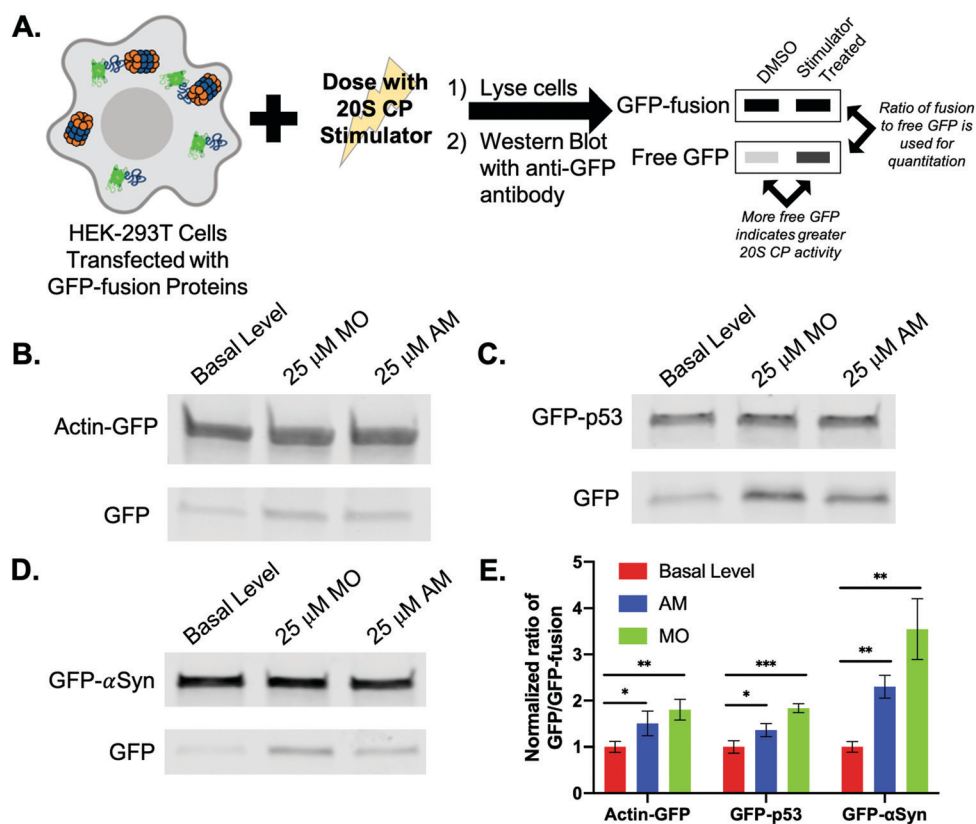 A.
HEK-293T Cells
Transfected with
GFP-fusion Proteins
Dose with
20S CP
Stimulator
1) Lyse cells
2) Western Blot
with anti-GFP
antibody
DMSO
Stimulator
Treated
GFP-fusion
Free GFP
Ratio of fusion
to free GFP is
used for
quantitation
More free GFP
indicates greater
20S CP activity
B.
Basal Level
25 μM MO
25 μM AM
Actin-GFP
GFP
C.
Basal Level
25 μM MO
25 μM AM
GFP-p53
GFP
D.
Basal Level
25 μM MO
25 μM AM
GFP-αSyn
GFP
E.
Normalized ratio of
GFP/GFP-fusion
5
4
3
2
1
0
Basal Level
AM
MO
**
*
***
*
**
**
Actin-GFP
GFP-p53
GFP-αSyn